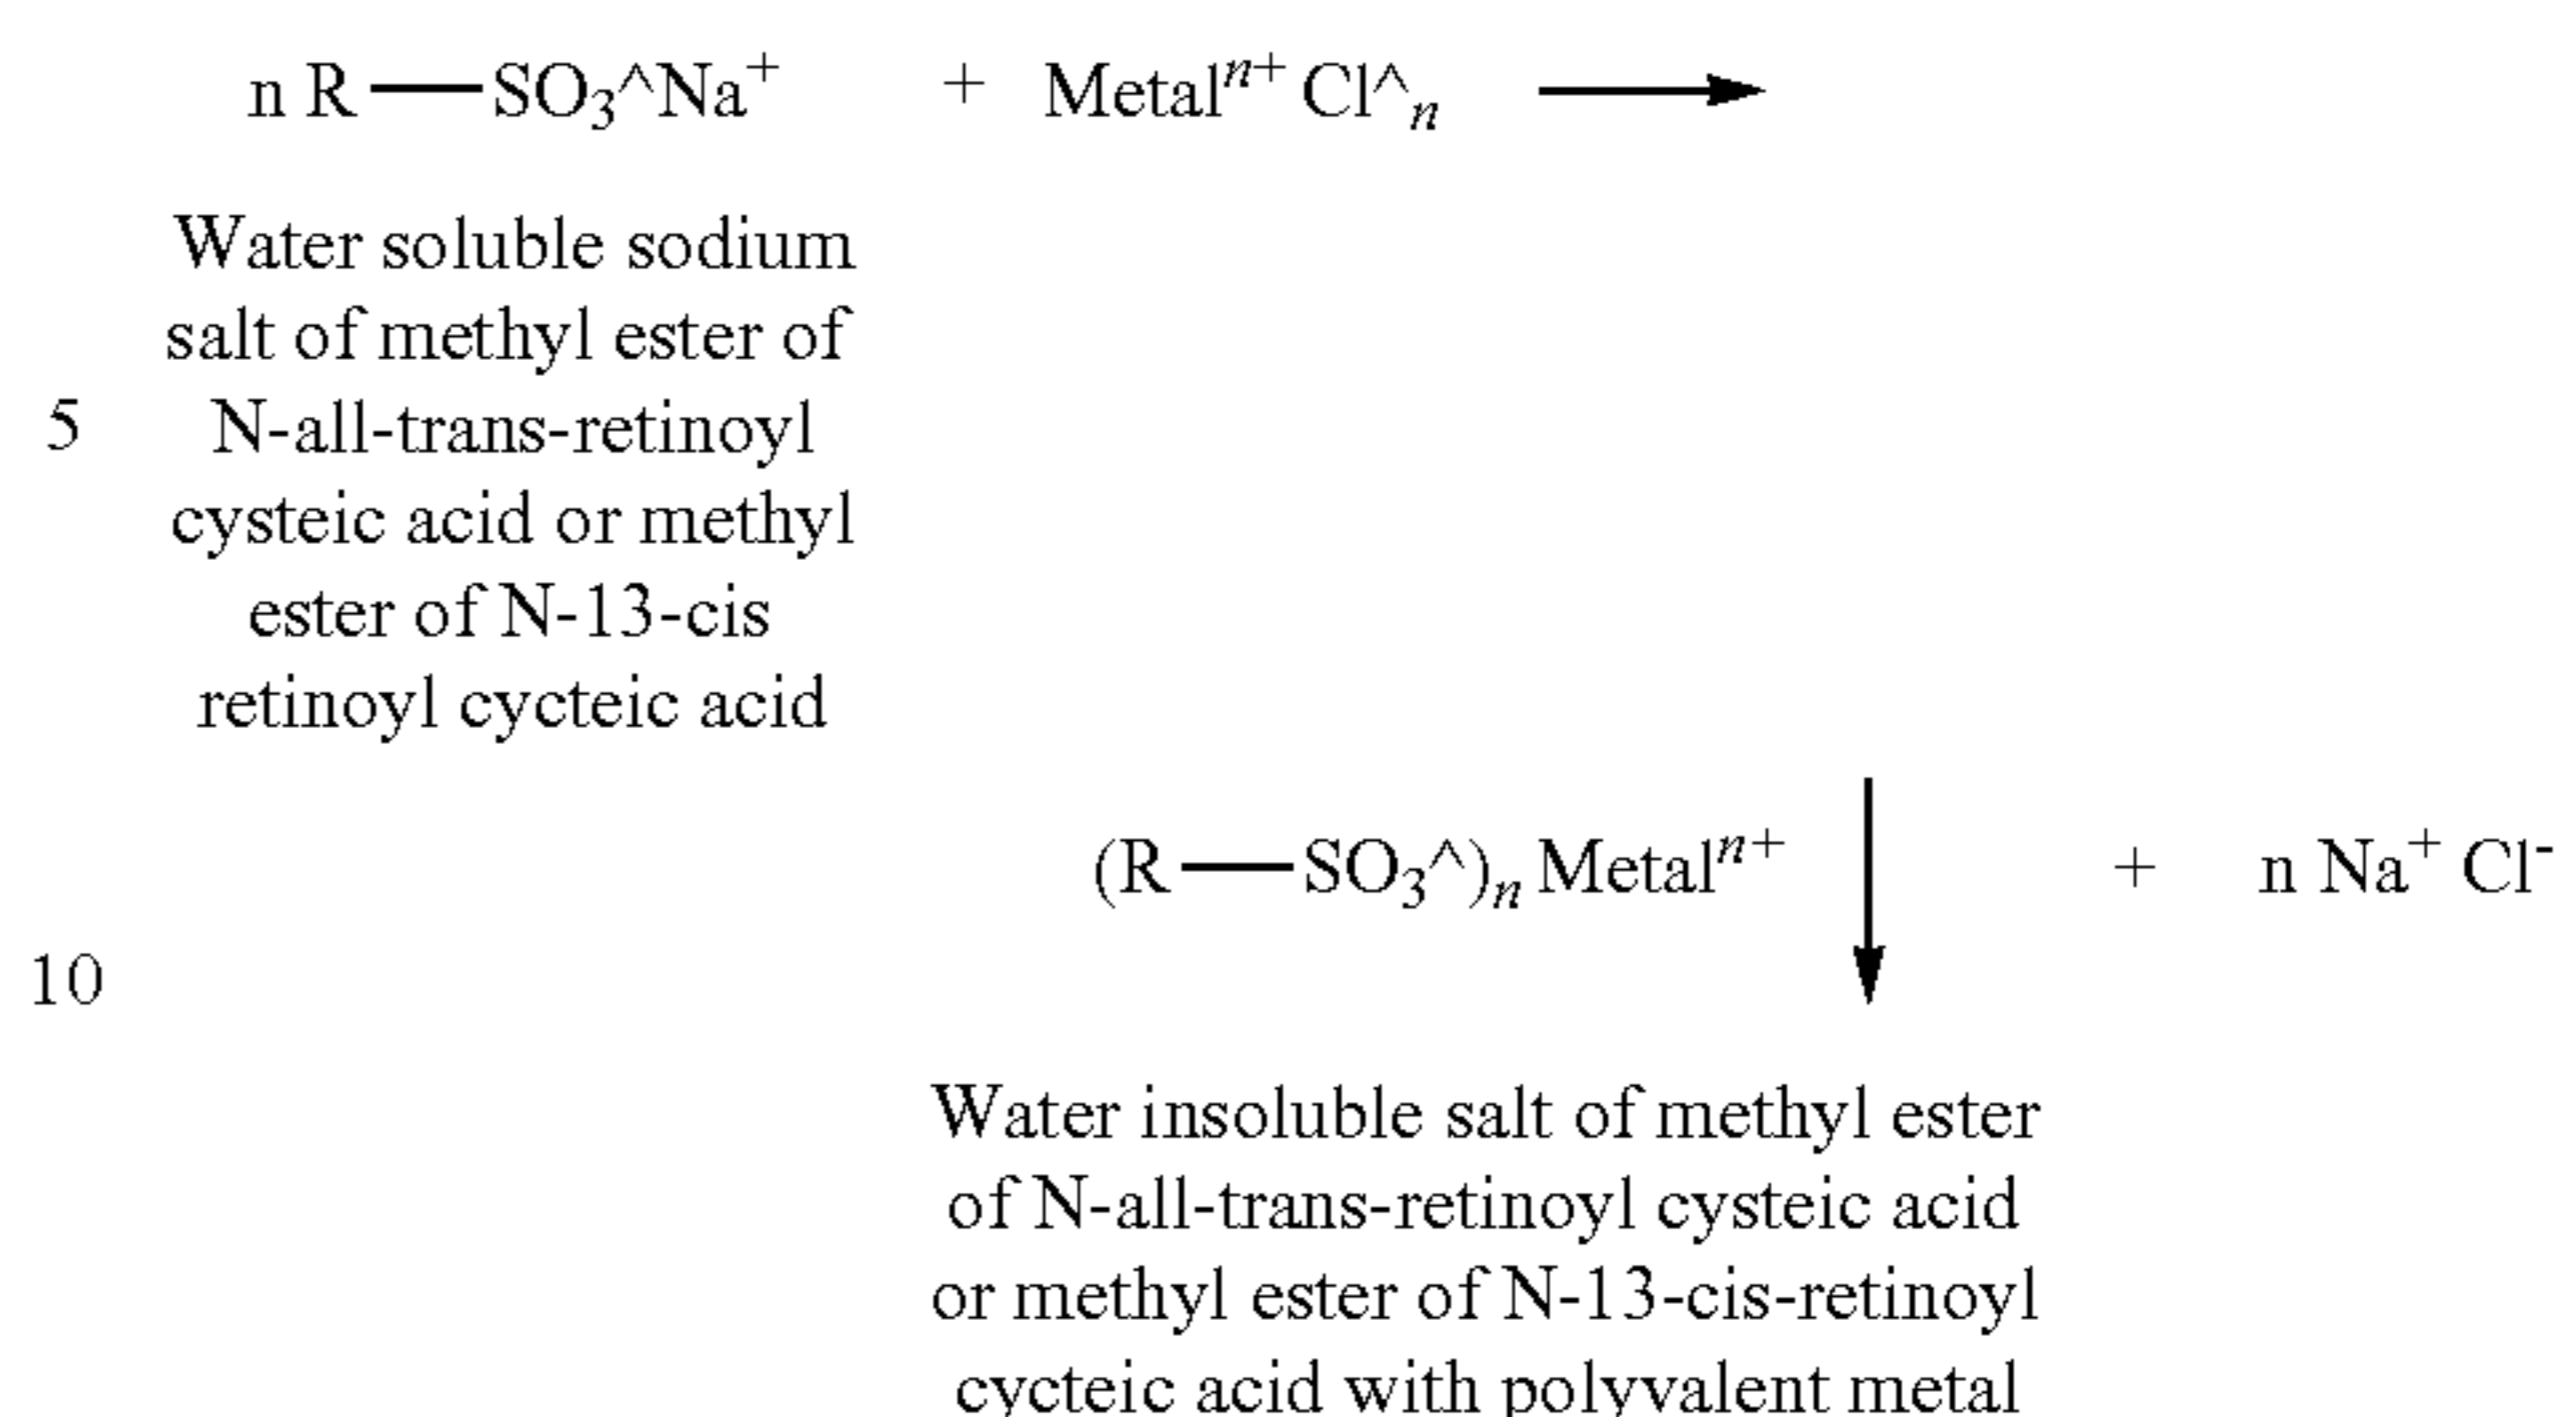 n R—SO₃^Na⁺ + Metalⁿ⁺ Cl^ₙ
Water soluble sodium
salt of methyl ester of
5 N-all-trans-retinoyl
cysteic acid or methyl
ester of N-13-cis
retinoyl cycteic acid
(R—SO₃^)ₙ Metalⁿ⁺ + n Na⁺ Cl⁻
10
Water insoluble salt of methyl ester
of N-all-trans-retinoyl cysteic acid
or methyl ester of N-13-cis-retinoyl
cycteic acid with polyvalent metal